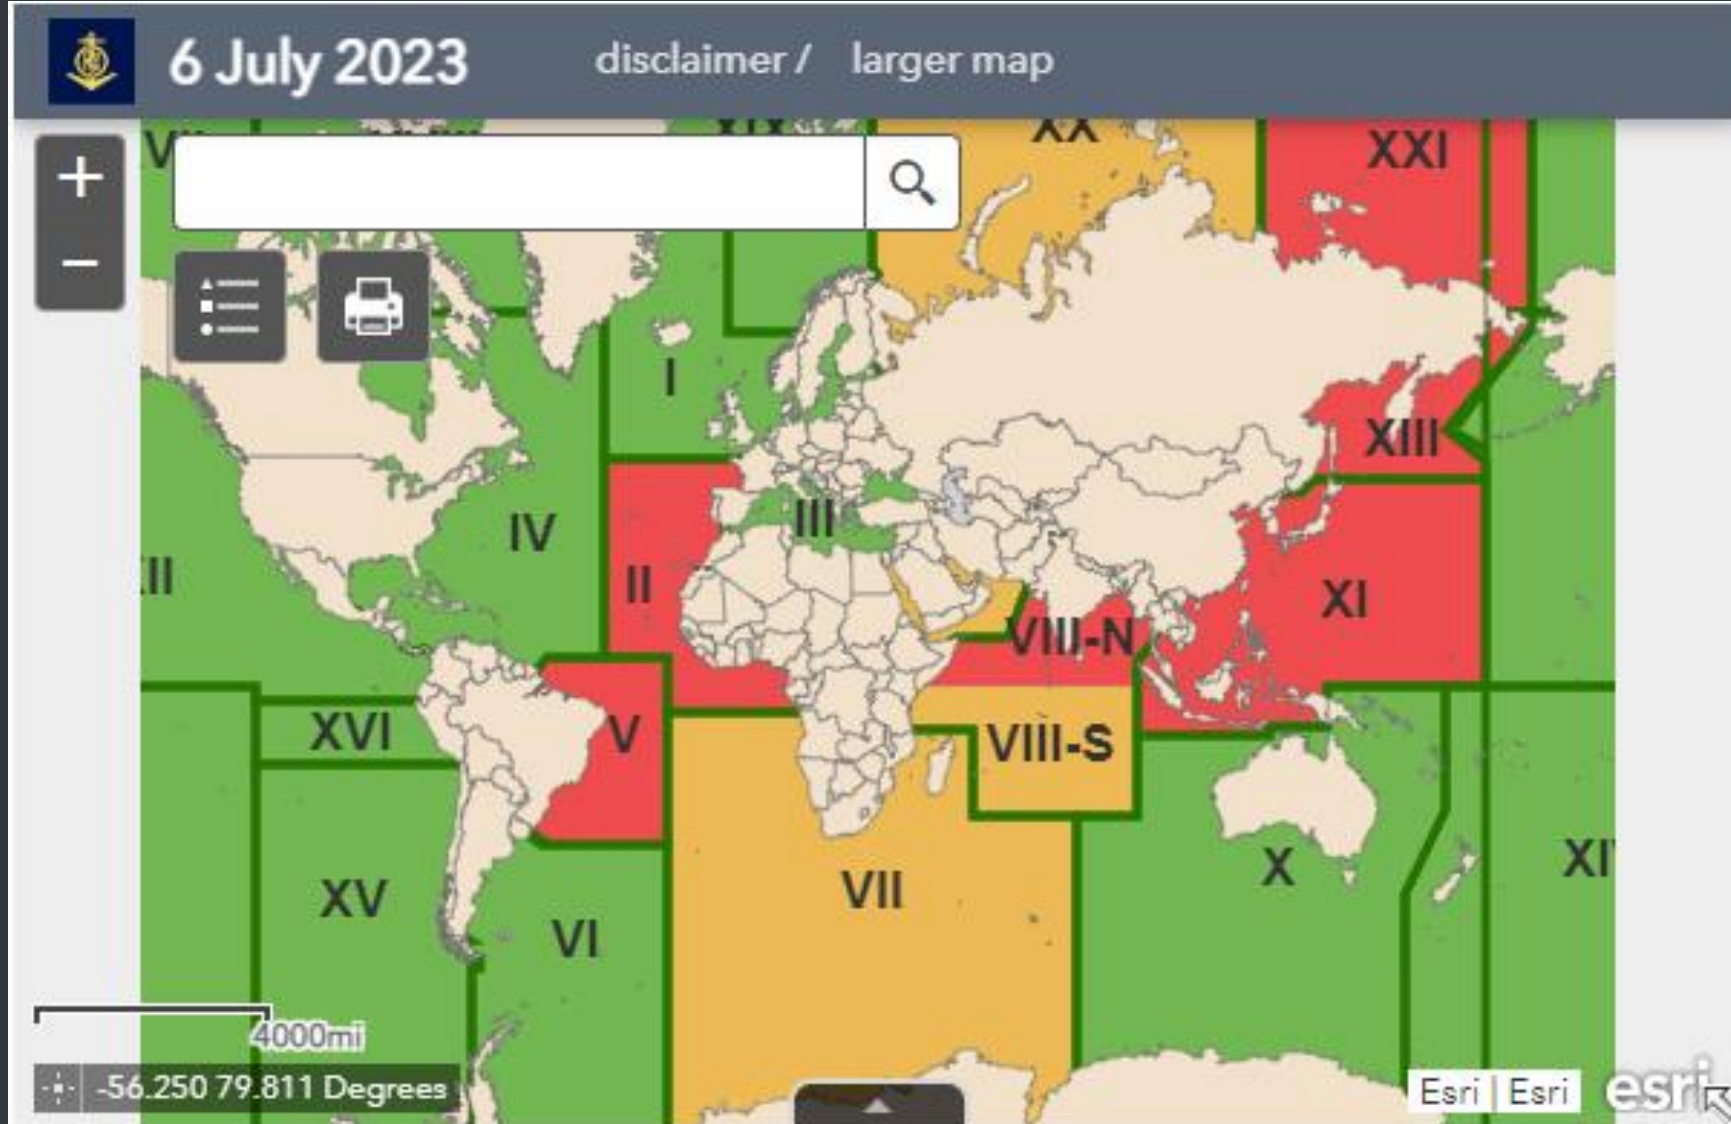 6 July 2023 disclaimer / larger map
XX
XXI
I
XIII
III
IV
II
XI
VIII-N
XVI
V
VIII-S
X
VII
XV
VI
4000mi
-56.250 79.811 Degrees
Esri | Esri
esri